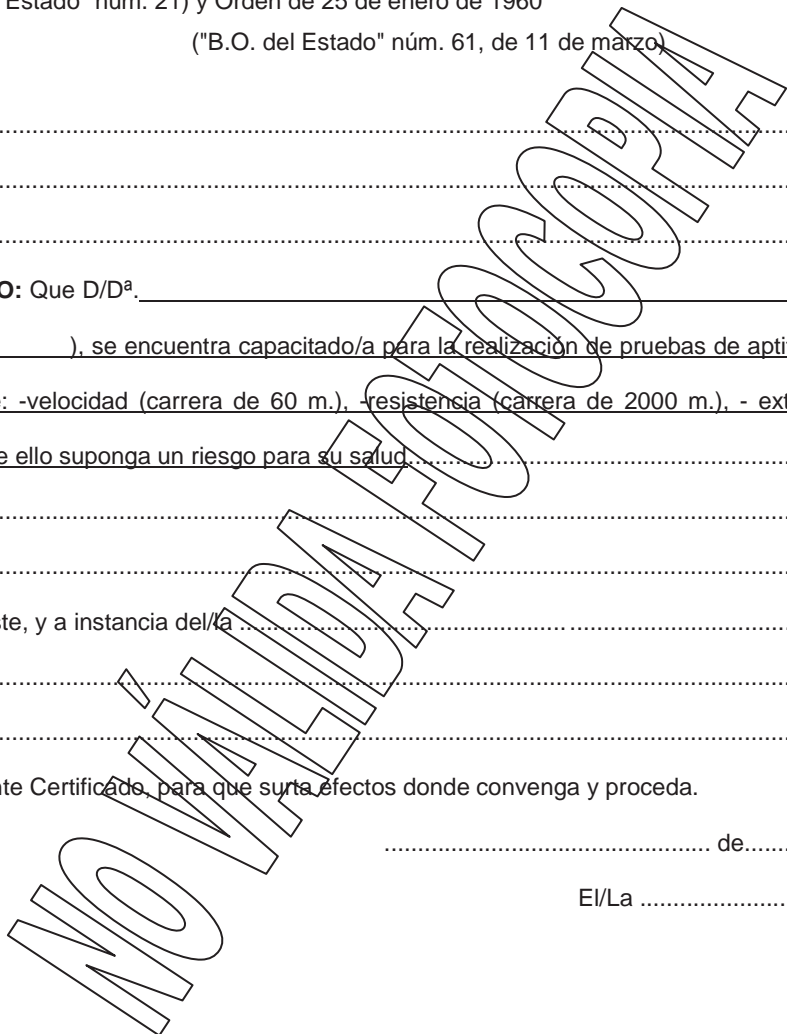 Estado" núm. 21) y Orden de 25 de enero de 1960
("B.O. del Estado" núm. 61, de 11 de marzo)
..............................................................................................................
..............................................................................................................
..............................................................................................................
O: Que D/Dª.
), se encuentra capacitado/a para la realización de pruebas de apti
: -velocidad (carrera de 60 m.), -resistencia (carrera de 2000 m.), - ext
e ello suponga un riesgo para su salud..........................................................
..............................................................................................................
..............................................................................................................
ste, y a instancia del/la ..................................................................................
..............................................................................................................
..............................................................................................................
nte Certificado, para que surta efectos donde convenga y proceda.
................................................. de......
El/La ......................
NO VÁLIDA FOTOCOPIA